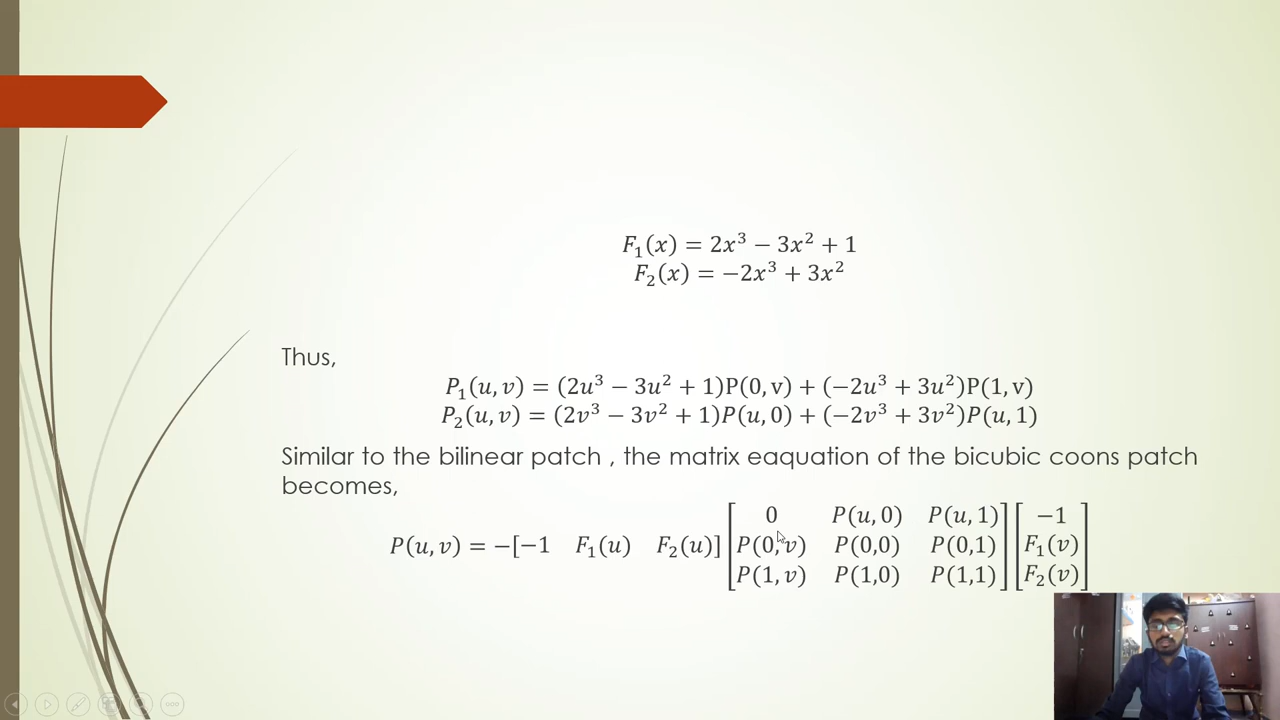 F₁(x) = 2x³ − 3x² + 1
F₂(x) = −2x³ + 3x²
Thus,
P₁(u, v) = (2u³ − 3u² + 1)P(0, v) + (−2u³ + 3u²)P(1, v)
P₂(u, v) = (2v³ − 3v² + 1)P(u, 0) + (−2v³ + 3v²)P(u, 1)
Similar to the bilinear patch , the matrix eaquation of the bicubic coons patch
becomes,
0 P(u, 0) P(u, 1) −1
P(u, v) = −[−1 F₁(u) F₂(u)] P(0, v) P(0,0) P(0,1) F₁(v)
P(1, v) P(1,0) P(1,1) F₂(v)